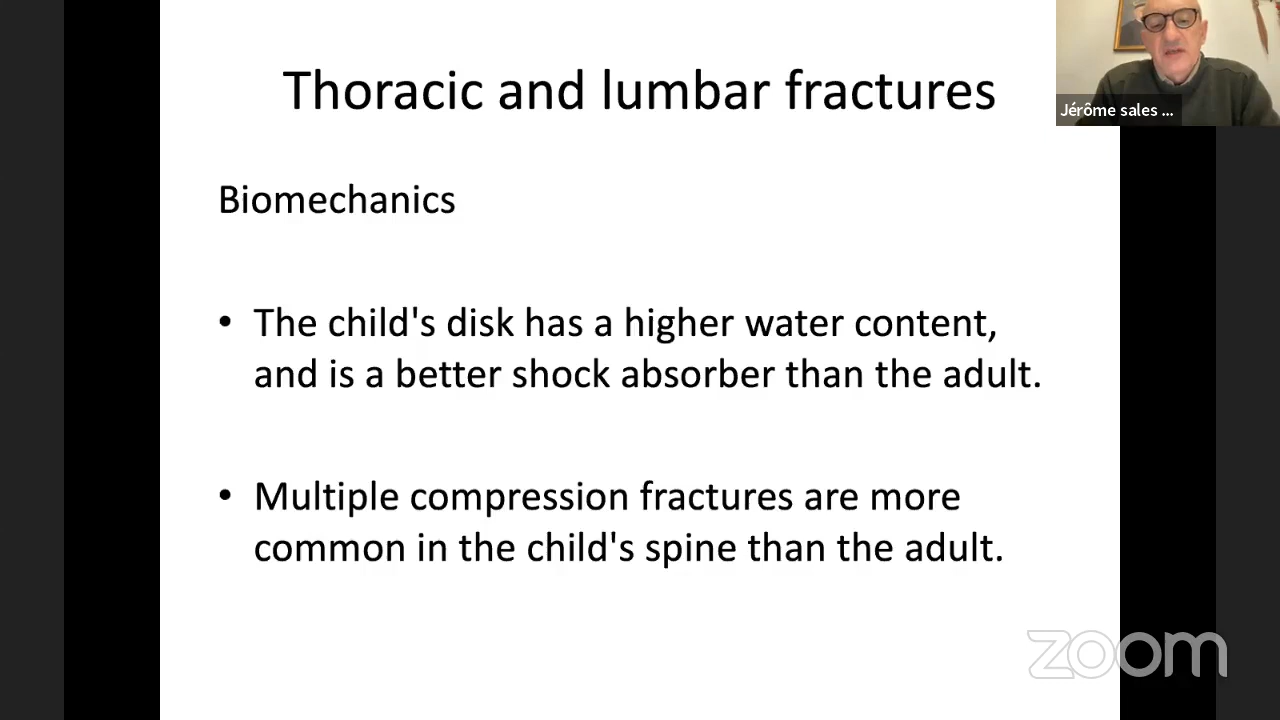 Thoracic and lumbar fractures
Jérôme sales ...
Biomechanics
• The child's disk has a higher water content,
and is a better shock absorber than the adult.
• Multiple compression fractures are more
common in the child's spine than the adult.
zoom